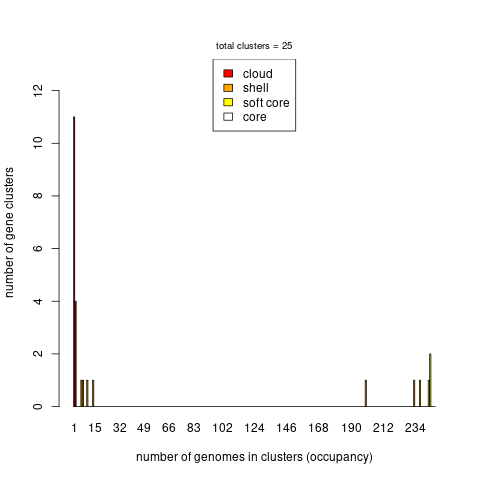 total clusters = 25
cloud
shell
soft core
core
number of gene clusters
0 2 4 6 8 10 12
1 15 32 49 66 83 102 124 146 168 190 212 234
number of genomes in clusters (occupancy)